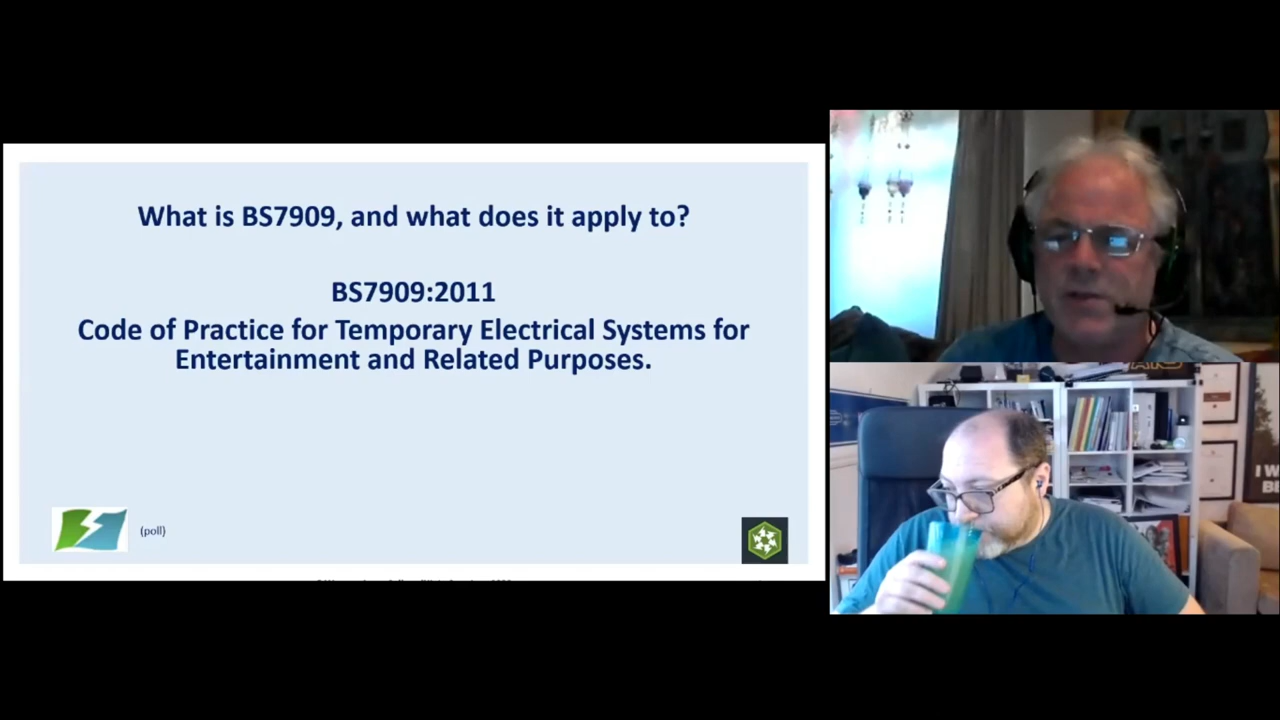 What is BS7909, and what does it apply to?
BS7909:2011
Code of Practice for Temporary Electrical Systems for
Entertainment and Related Purposes.
(poll)
I W
BE